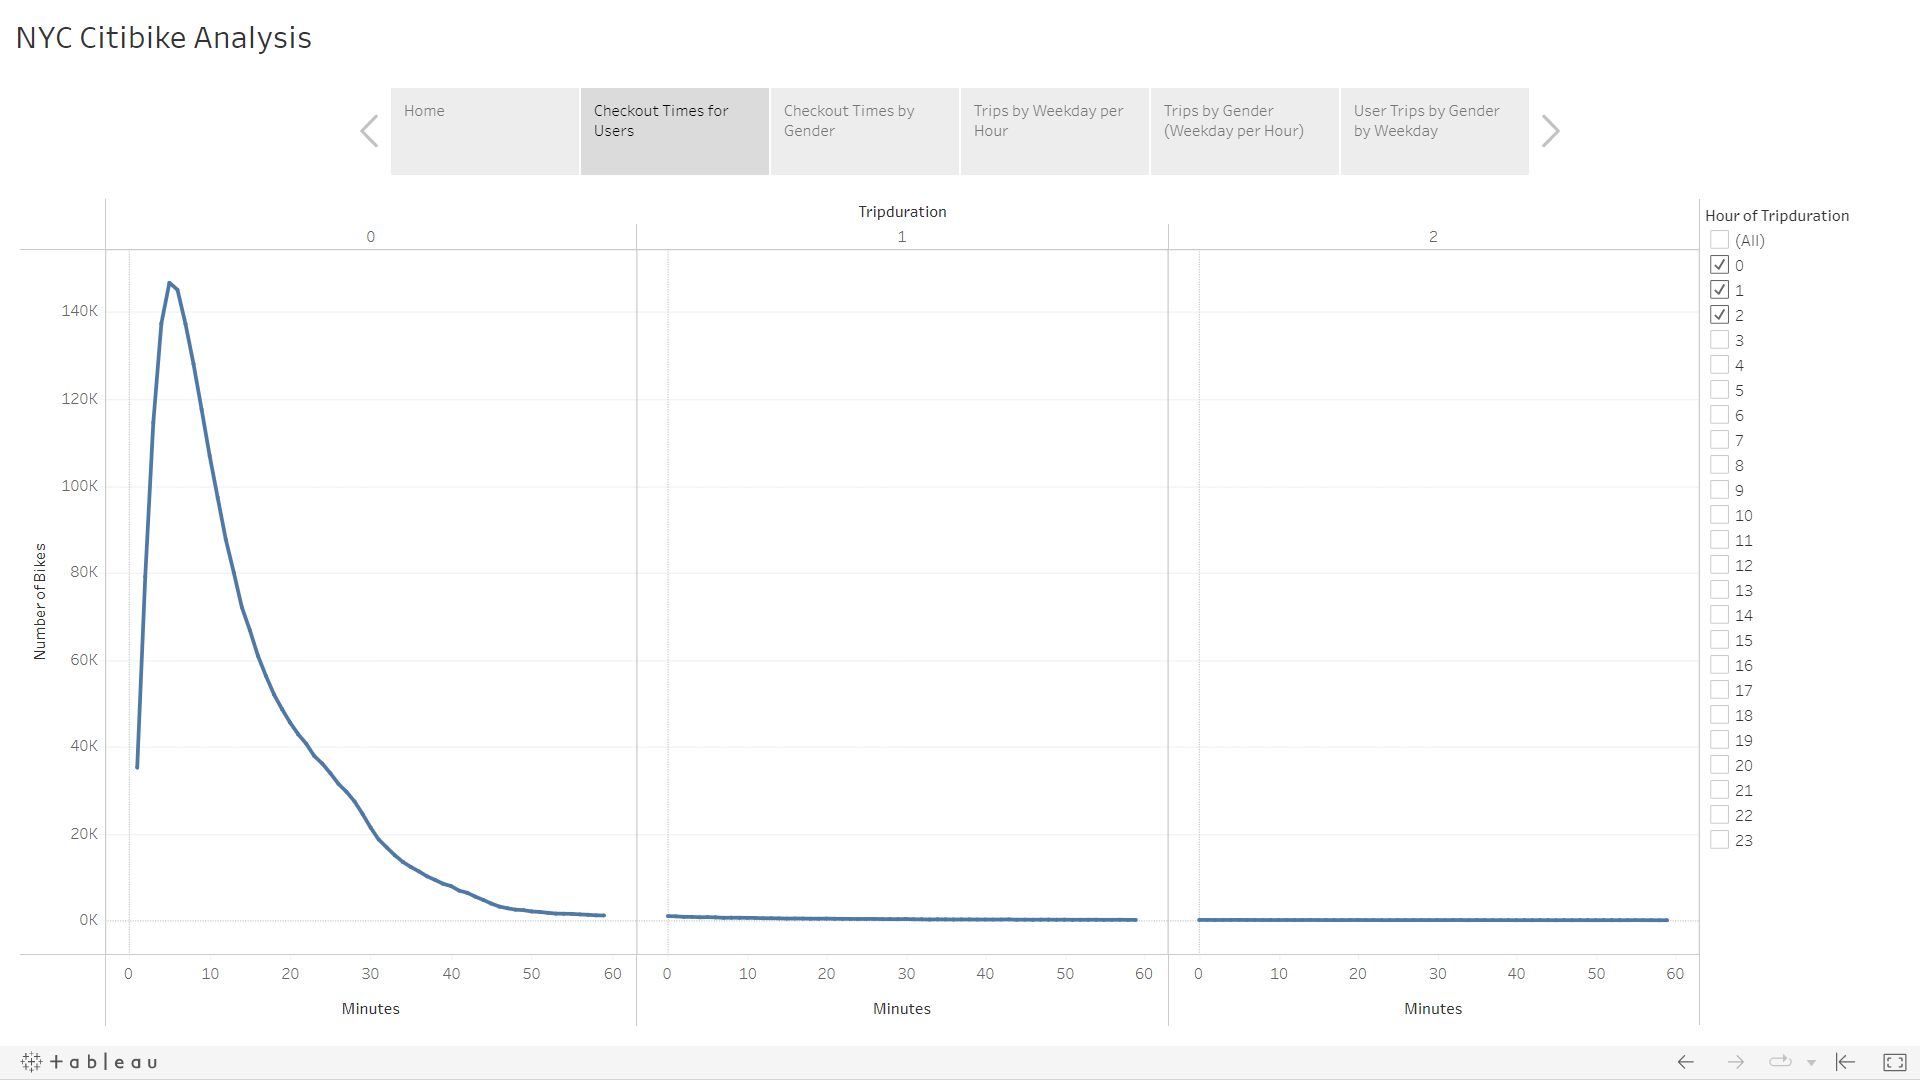 NYC Citibike Analysis
Home
Checkout Times for
Users
Checkout Times by
Gender
Trips by Weekday per
Hour
Trips by Gender
(Weekday per Hour)
User Trips by Gender
by Weekday
Tripduration
0 1 2
Number of Bikes
140K
120K
100K
80K
60K
40K
20K
0K
0 10 20 30 40 50 60 0 10 20 30 40 50 60 0 10 20 30 40 50 60
Minutes Minutes Minutes
Hour of Tripduration
(All)
0
1
2
3
4
5
6
7
8
9
10
11
12
13
14
15
16
17
18
19
20
21
22
23
+ a b l e a u